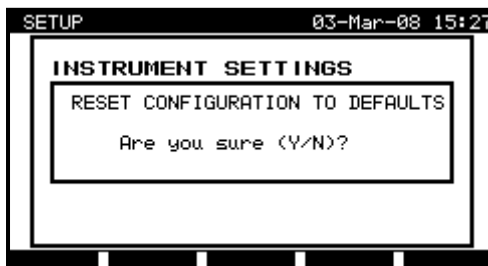 SETUP 03-Mar-08 15:27
INSTRUMENT SETTINGS
RESET CONFIGURATION TO DEFAULTS
Are you sure (Y/N)?